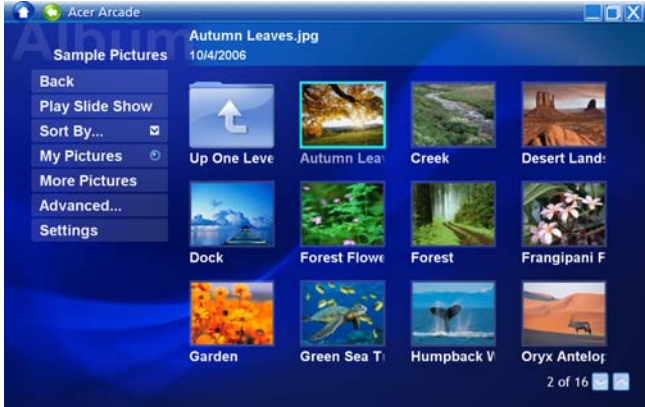 Acer Arcade
Album
Autumn Leaves.jpg
Sample Pictures
10/4/2006
Back
Play Slide Show
Sort By...
My Pictures
More Pictures
Advanced...
Settings
Up One Leve
Autumn Lea
Creek
Desert Lands
Dock
Forest Flowe
Forest
Frangipani F
Garden
Green Sea T
Humpback W
Oryx Antelop
2 of 16